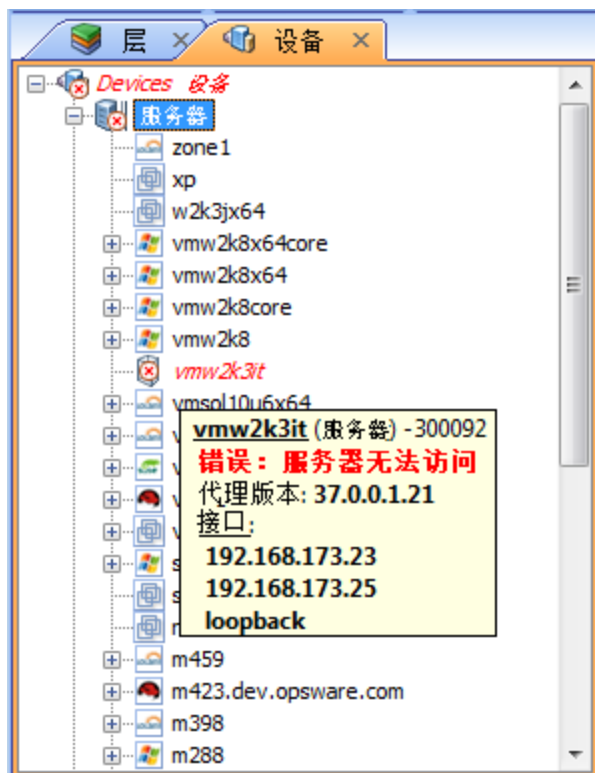 层 设备
Devices 设备
服务器
zone1
xp
w2k3jx64
vmw2k8x64core
vmw2k8x64
vmw2k8core
vmw2k8
vmw2k3it
vmsol10u6x64
vmw2k3it (服务器) -300092
错误：服务器无法访问
代理版本: 37.0.0.1.21
接口:
192.168.173.23
192.168.173.25
loopback
m459
m423.dev.opsware.com
m398
m288